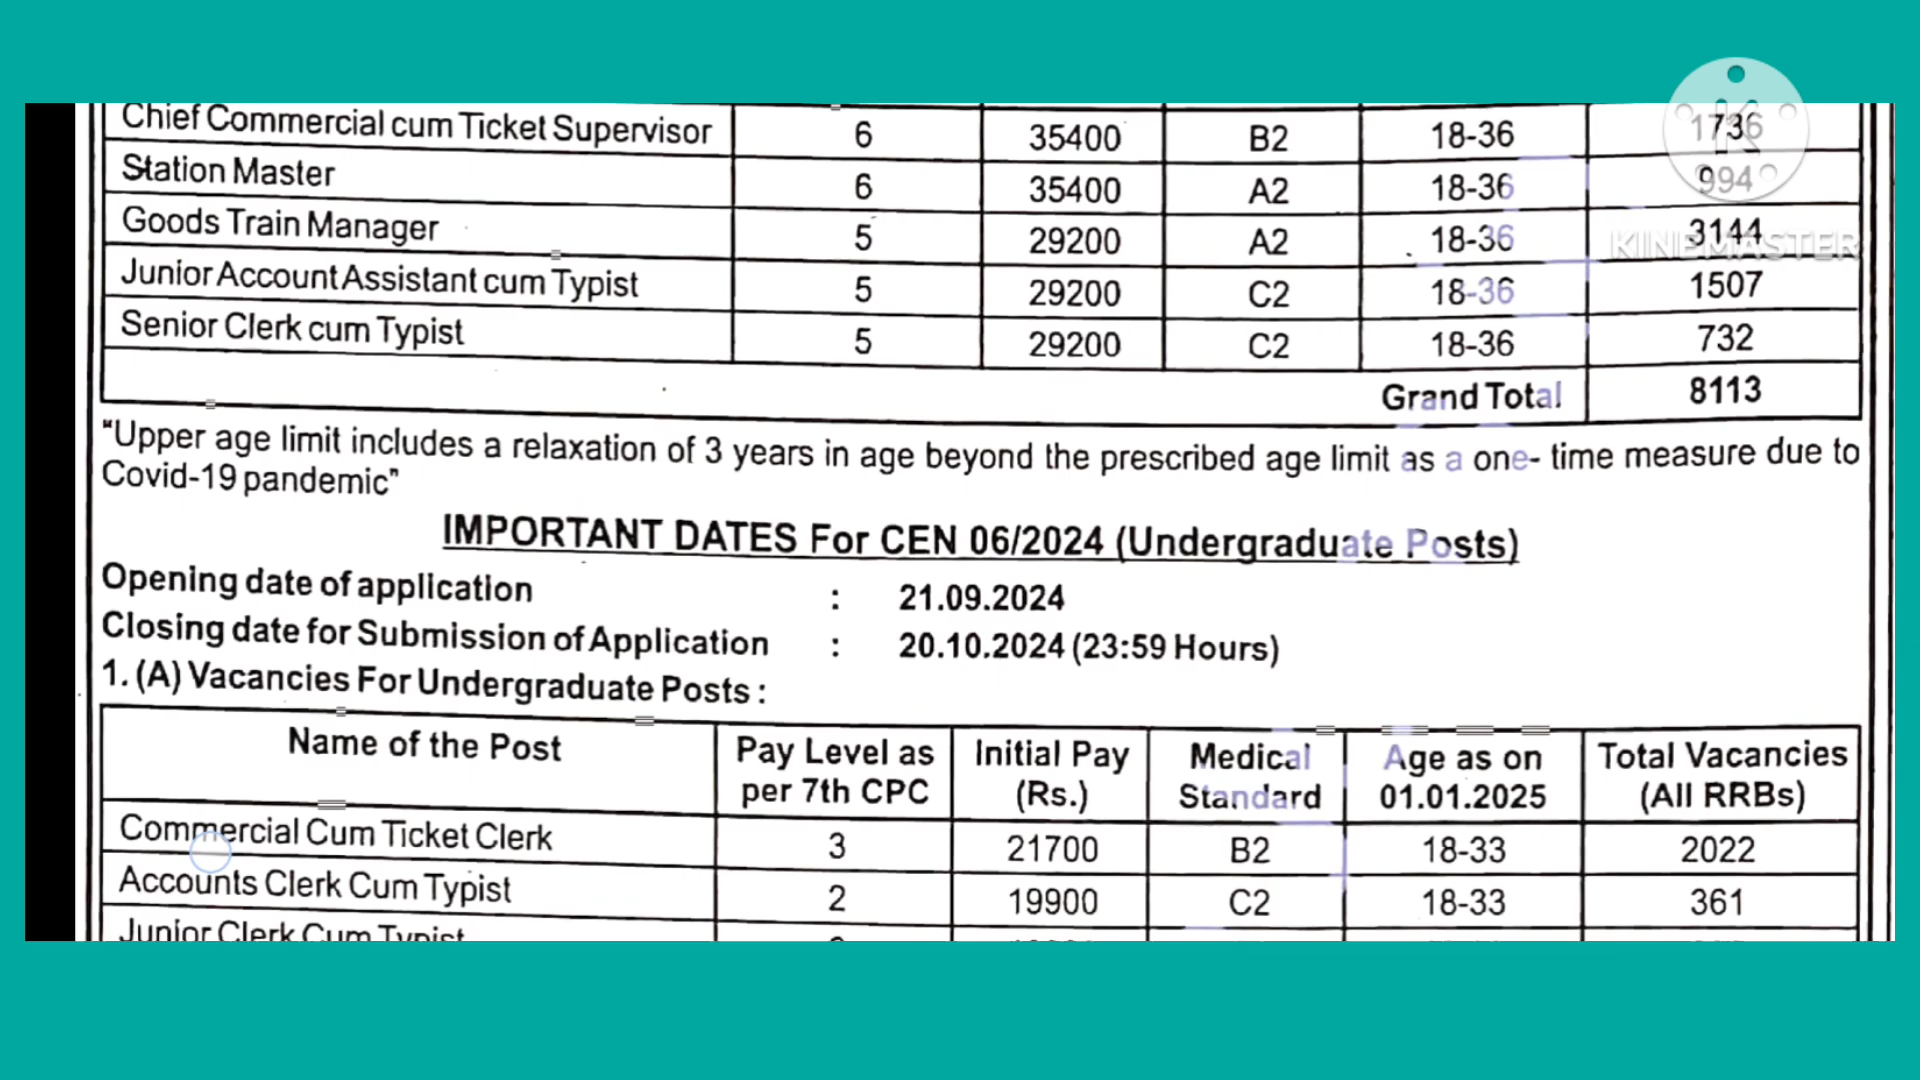 Chief Commercial cum Ticket Supervisor 6 35400 B2 18-36 1736
Station Master 6 35400 A2 18-36 994
Goods Train Manager 5 29200 A2 18-36 3144
KINEMASTER
Junior Account Assistant cum Typist 5 29200 C2 18-36 1507
Senior Clerk cum Typist 5 29200 C2 18-36 732
Grand Total 8113
"Upper age limit includes a relaxation of 3 years in age beyond the prescribed age limit as a one- time measure due to
Covid-19 pandemic"
IMPORTANT DATES For CEN 06/2024 (Undergraduate Posts)
Opening date of application : 21.09.2024
Closing date for Submission of Application : 20.10.2024 (23:59 Hours)
1. (A) Vacancies For Undergraduate Posts :
Name of the Post Pay Level as per 7th CPC Initial Pay (Rs.) Medical Standard Age as on 01.01.2025 Total Vacancies (All RRBs)
Commercial Cum Ticket Clerk 3 21700 B2 18-33 2022
Accounts Clerk Cum Typist 2 19900 C2 18-33 361
Junior Clerk Cum Typist